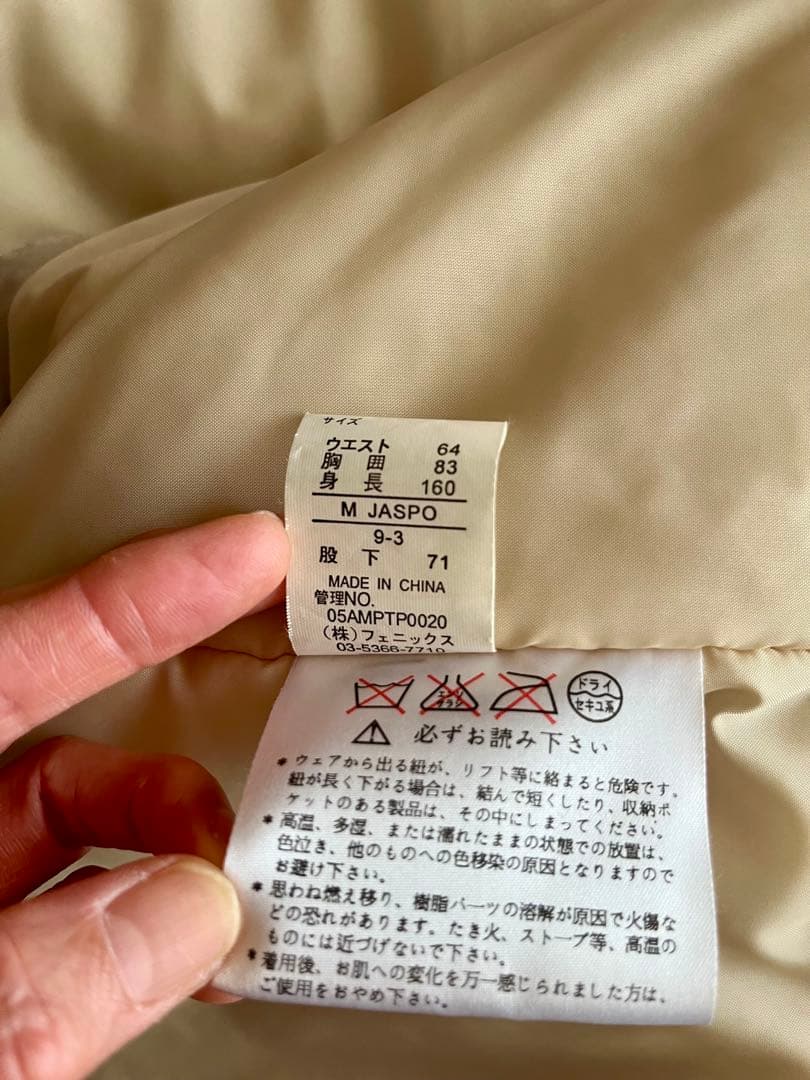 サイズ
ウエスト 64
胸 囲 83
身 長 160
M JASPO
9-3
股 下 71
MADE IN CHINA
管理NO.
05AMPTP0020
(株)フェニックス
03-5366-7719
エンソ
サラシ
ドライ
セキユ系
必ずお読み下さい
* ウェアから出る紐が、リフト等に絡まると危険です。
紐が長く下がる場合は、結んで短くしたり、収納ポ
ケットのある製品は、その中にしまってください。
* 高温、多湿、または濡れたままの状態での放置は、
色泣き、他のものへの色移染の原因となりますので
お避け下さい。
* 思わね燃え移り、樹脂パーツの溶解が原因で火傷な
どの恐れがあります。たき火、ストーブ等、高温の
ものには近づけないで下さい。
* 着用後、お肌への変化を万一感じられました方は、
ご使用をおやめ下さい。